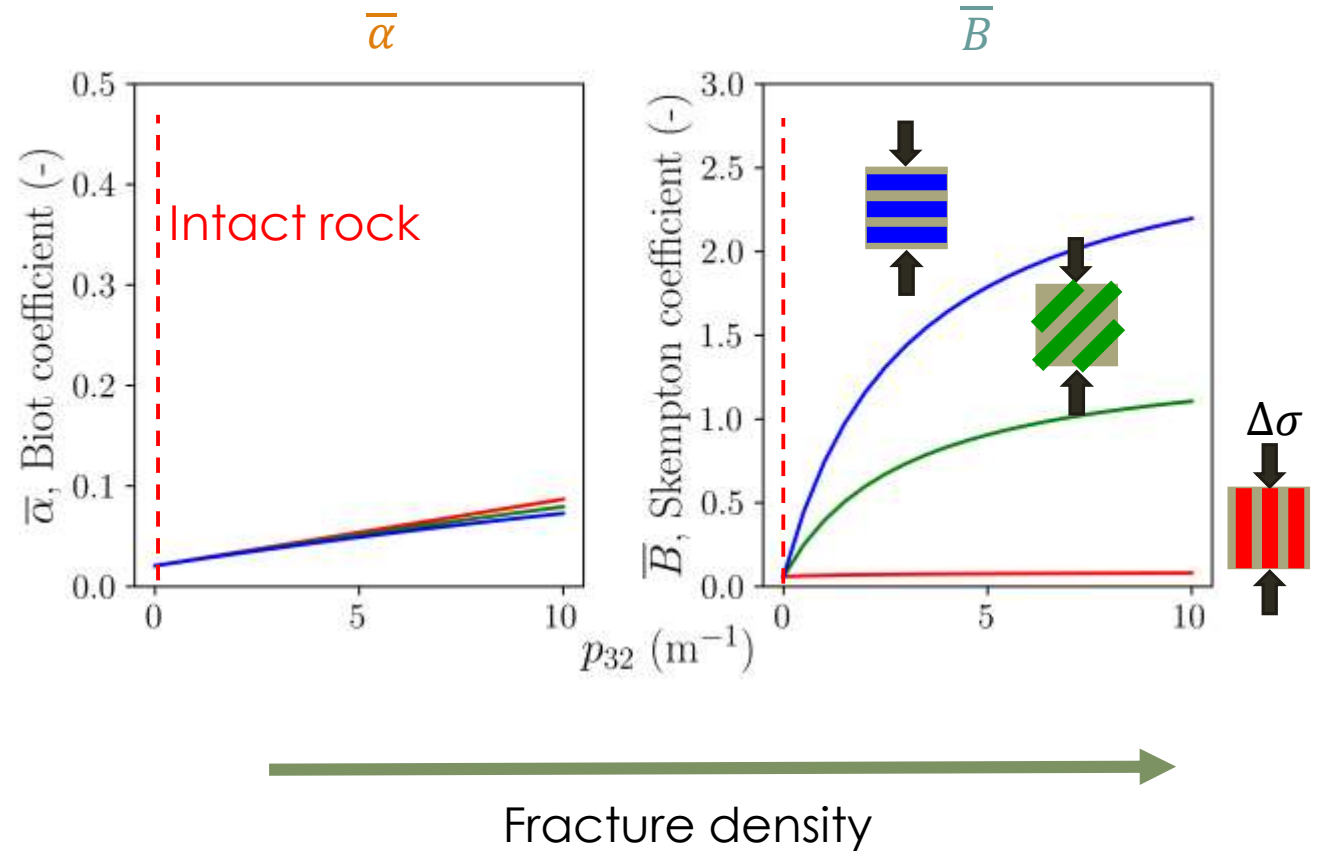 α̅
B̅
0.5
0.4
0.3
0.2
0.1
0.0
α̅, Biot coefficient (-)
Intact rock
0
5
10
3.0
2.5
2.0
1.5
1.0
0.5
0.0
B̅, Skempton coefficient (-)
0
5
10
Δσ
p₃₂ (m⁻¹)
Fracture density